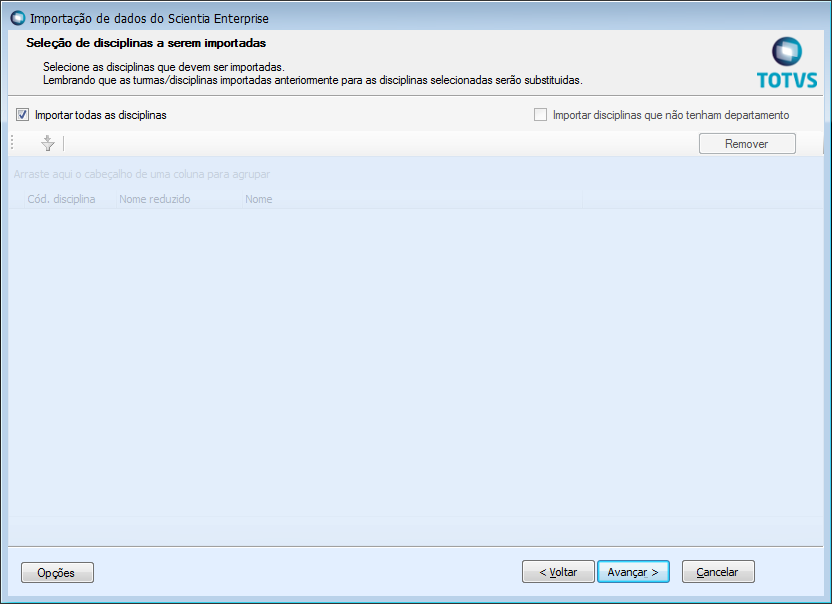 Importação de dados do Scientia Enterprise
Seleção de disciplinas a serem importadas
Selecione as disciplinas que devem ser importadas.
Lembrando que as turmas/disciplinas importadas anteriormente para as disciplinas selecionadas serão substituidas.
TOTVS
Importar todas as disciplinas
Importar disciplinas que não tenham departamento
Remover
Arraste aqui o cabeçalho de uma coluna para agrupar
Cód. disciplina Nome reduzido Nome
Opções < Voltar Avançar > Cancelar